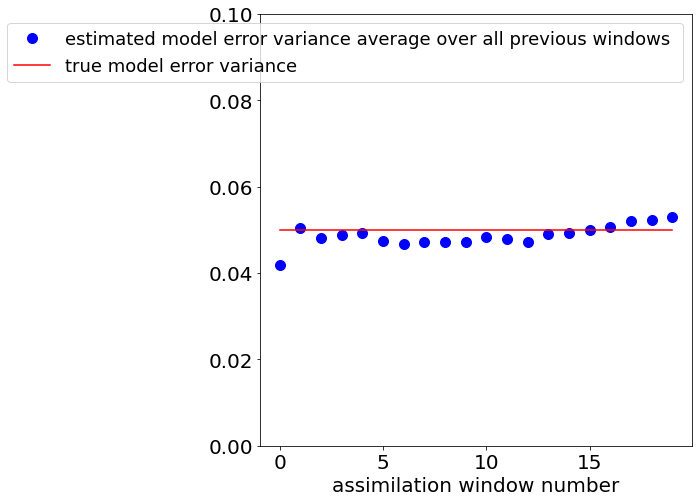 0.10
estimated model error variance average over all previous windows
true model error variance
0.08
0.06
0.04
0.02
0.00
0 5 10 15
assimilation window number